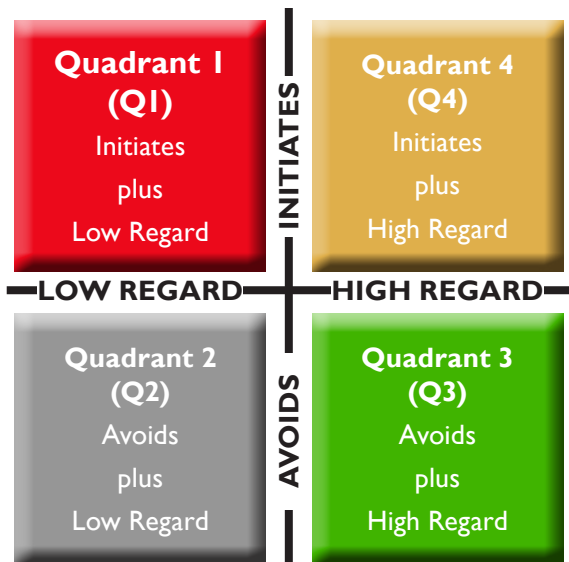 Quadrant 1
(Q1)
Initiates
plus
Low Regard
INITIATES
Quadrant 4
(Q4)
Initiates
plus
High Regard
LOW REGARD
HIGH REGARD
Quadrant 2
(Q2)
Avoids
plus
Low Regard
AVOIDS
Quadrant 3
(Q3)
Avoids
plus
High Regard